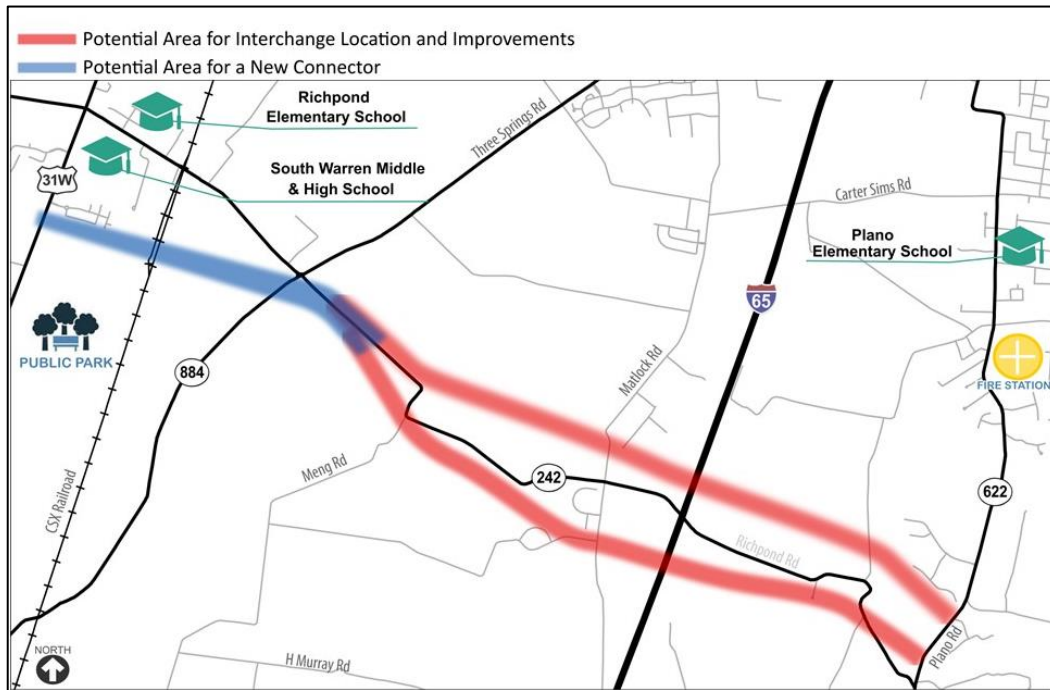 Potential Area for Interchange Location and Improvements
Potential Area for a New Connector
Richpond
Elementary School
Three Springs Rd
South Warren Middle
& High School
31W
Carter Sims Rd
Plano
Elementary School
65
PUBLIC PARK
884
Matlock Rd
FIRE STATION
Meng Rd
242
622
CSX Railroad
Richpond Rd
Plano Rd
NORTH
H Murray Rd